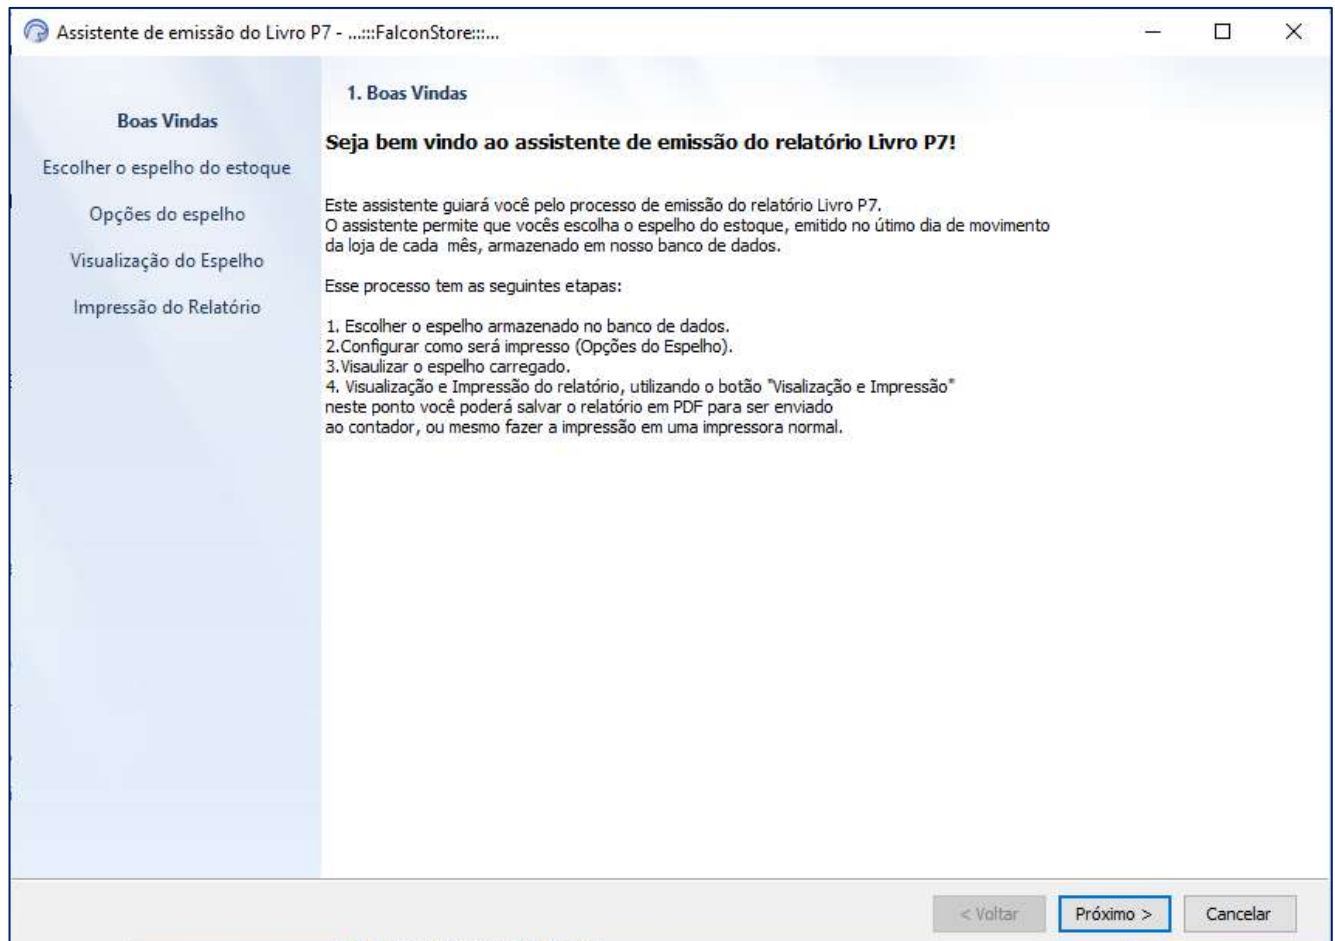 Assistente de emissão do Livro P7 - ...:::FalconStore:::...
Boas Vindas
Escolher o espelho do estoque
Opções do espelho
Visualização do Espelho
Impressão do Relatório
1. Boas Vindas
Seja bem vindo ao assistente de emissão do relatório Livro P7!
Este assistente guiará você pelo processo de emissão do relatório Livro P7.
O assistente permite que vocês escolha o espelho do estoque, emitido no útimo dia de movimento
da loja de cada  mês, armazenado em nosso banco de dados.
Esse processo tem as seguintes etapas:
1. Escolher o espelho armazenado no banco de dados.
2.Configurar como será impresso (Opções do Espelho).
3.Visaulizar o espelho carregado.
4. Visualização e Impressão do relatório, utilizando o botão "Visalização e Impressão"
neste ponto você poderá salvar o relatório em PDF para ser enviado
ao contador, ou mesmo fazer a impressão em uma impressora normal.
< Voltar
Próximo >
Cancelar